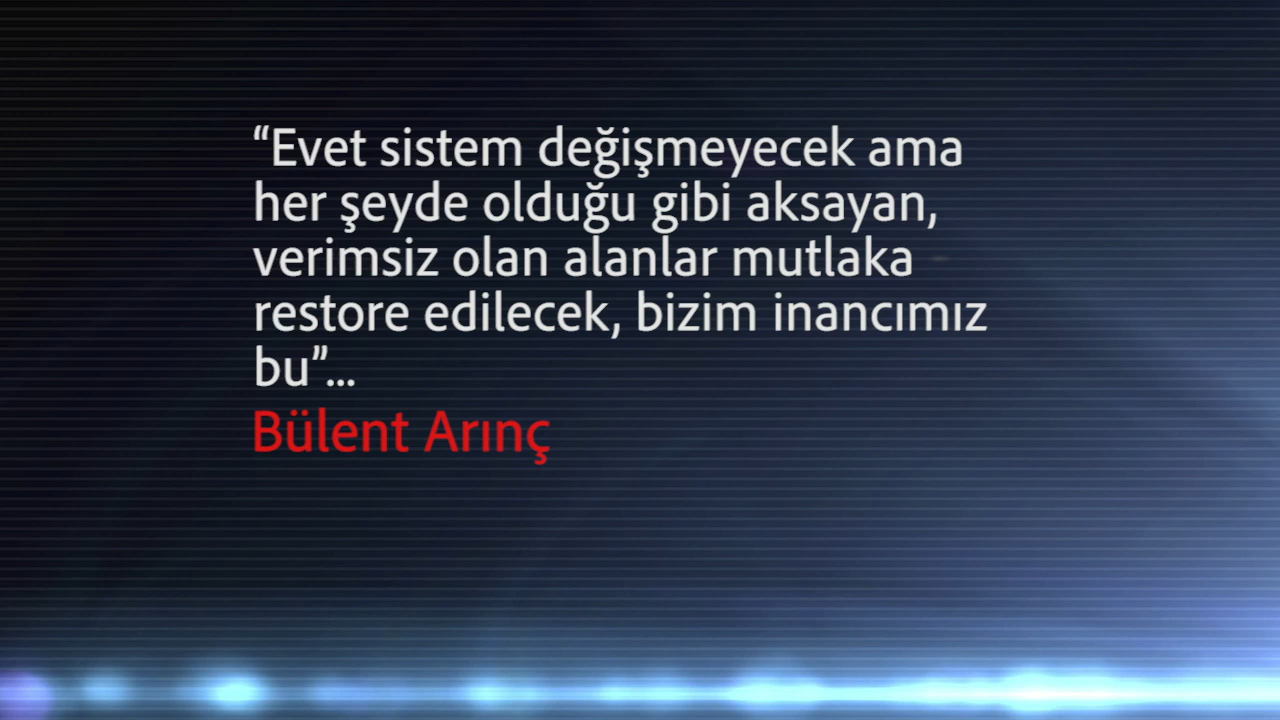 “Evet sistem değişmeyecek ama
her şeyde olduğu gibi aksayan,
verimsiz olan alanlar mutlaka
restore edilecek, bizim inancımız
bu”...
Bülent Arınç